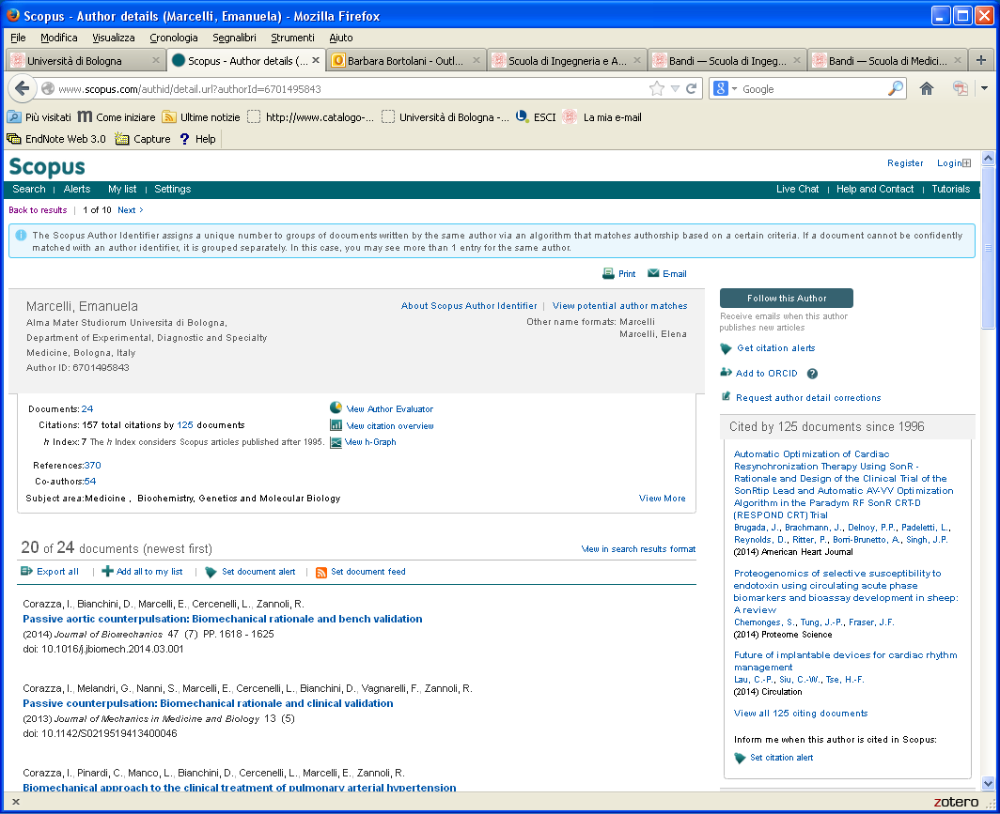 Scopus - Author details (Marcelli, Emanuela) - Mozilla Firefox
File Modifica Visualizza Cronologia Segnalibri Strumenti Aiuto
Università di Bologna
Scopus - Author details (...
Barbara Bortolani - Outl...
Scuola di Ingegneria e A...
Bandi — Scuola di Ingeg...
Bandi — Scuola di Medici...
www.scopus.com/authid/detail.url?authorId=6701495843
Google
Più visitati Come iniziare Ultime notizie http://www.catalogo-... Università di Bologna -... ESCI La mia e-mail
EndNote Web 3.0 Capture Help
Scopus
Register Login
Search | Alerts My list | Settings
Live Chat | Help and Contact | Tutorials
Back to results | 1 of 10 Next >
The Scopus Author Identifier assigns a unique number to groups of documents written by the same author via an algorithm that matches authorship based on a certain criteria. If a document cannot be confidently
matched with an author identifier, it is grouped separately. In this case, you may see more than 1 entry for the same author.
Print E-mail
Marcelli, Emanuela
Alma Mater Studiorum Universita di Bologna,
Department of Experimental, Diagnostic and Specialty
Medicine, Bologna, Italy
Author ID: 6701495843
About Scopus Author Identifier | View potential author matches
Other name formats: Marcelli
Marcelli, Elena
Documents: 24
Citations: 157 total citations by 125 documents
h Index: 7 The h Index considers Scopus articles published after 1995.
References:370
Co-authors:54
Subject area:Medicine , Biochemistry, Genetics and Molecular Biology
View Author Evaluator
View citation overview
View h-Graph
View More
20 of 24 documents (newest first)
View in search results format
Export all | Add all to my list | Set document alert | Set document feed
Corazza, I., Bianchini, D., Marcelli, E., Cercenelli, L., Zannoli, R.
Passive aortic counterpulsation: Biomechanical rationale and bench validation
(2014) Journal of Biomechanics 47 (7) PP. 1618 - 1625
doi: 10.1016/j.jbiomech.2014.03.001
Corazza, I., Melandri, G., Nanni, S., Marcelli, E., Cercenelli, L., Bianchini, D., Vagnarelli, F., Zannoli, R.
Passive counterpulsation: Biomechanical rationale and clinical validation
(2013) Journal of Mechanics in Medicine and Biology 13 (5)
doi: 10.1142/S0219519413400046
Corazza, I., Pinardi, C., Manco, L., Bianchini, D., Cercenelli, L., Marcelli, E., Zannoli, R.
Biomechanical approach to the clinical treatment of pulmonary arterial hypertension
Follow this Author
Receive emails when this author
publishes new articles
Get citation alerts
Add to ORCID ?
Request author detail corrections
Cited by 125 documents since 1996
Automatic Optimization of Cardiac
Resynchronization Therapy Using SonR -
Rationale and Design of the Clinical Trial of the
SonRtip Lead and Automatic AV-VV Optimization
Algorithm in the Paradym RF SonR CRT-D
(RESPOND CRT) Trial
Brugada, J., Brachmann, J., Delnoy, P.P., Padeletti, L.,
Reynolds, D., Ritter, P., Borri-Brunetto, A., Singh, J.P.
(2014) American Heart Journal
Proteogenomics of selective susceptibility to
endotoxin using circulating acute phase
biomarkers and bioassay development in sheep:
A review
Chemonges, S., Tung, J.-P., Fraser, J.F.
(2014) Proteome Science
Future of implantable devices for cardiac rhythm
management
Lau, C.-P., Siu, C.-W., Tse, H.-F.
(2014) Circulation
View all 125 citing documents
Inform me when this author is cited in Scopus:
Set citation alert
zotero